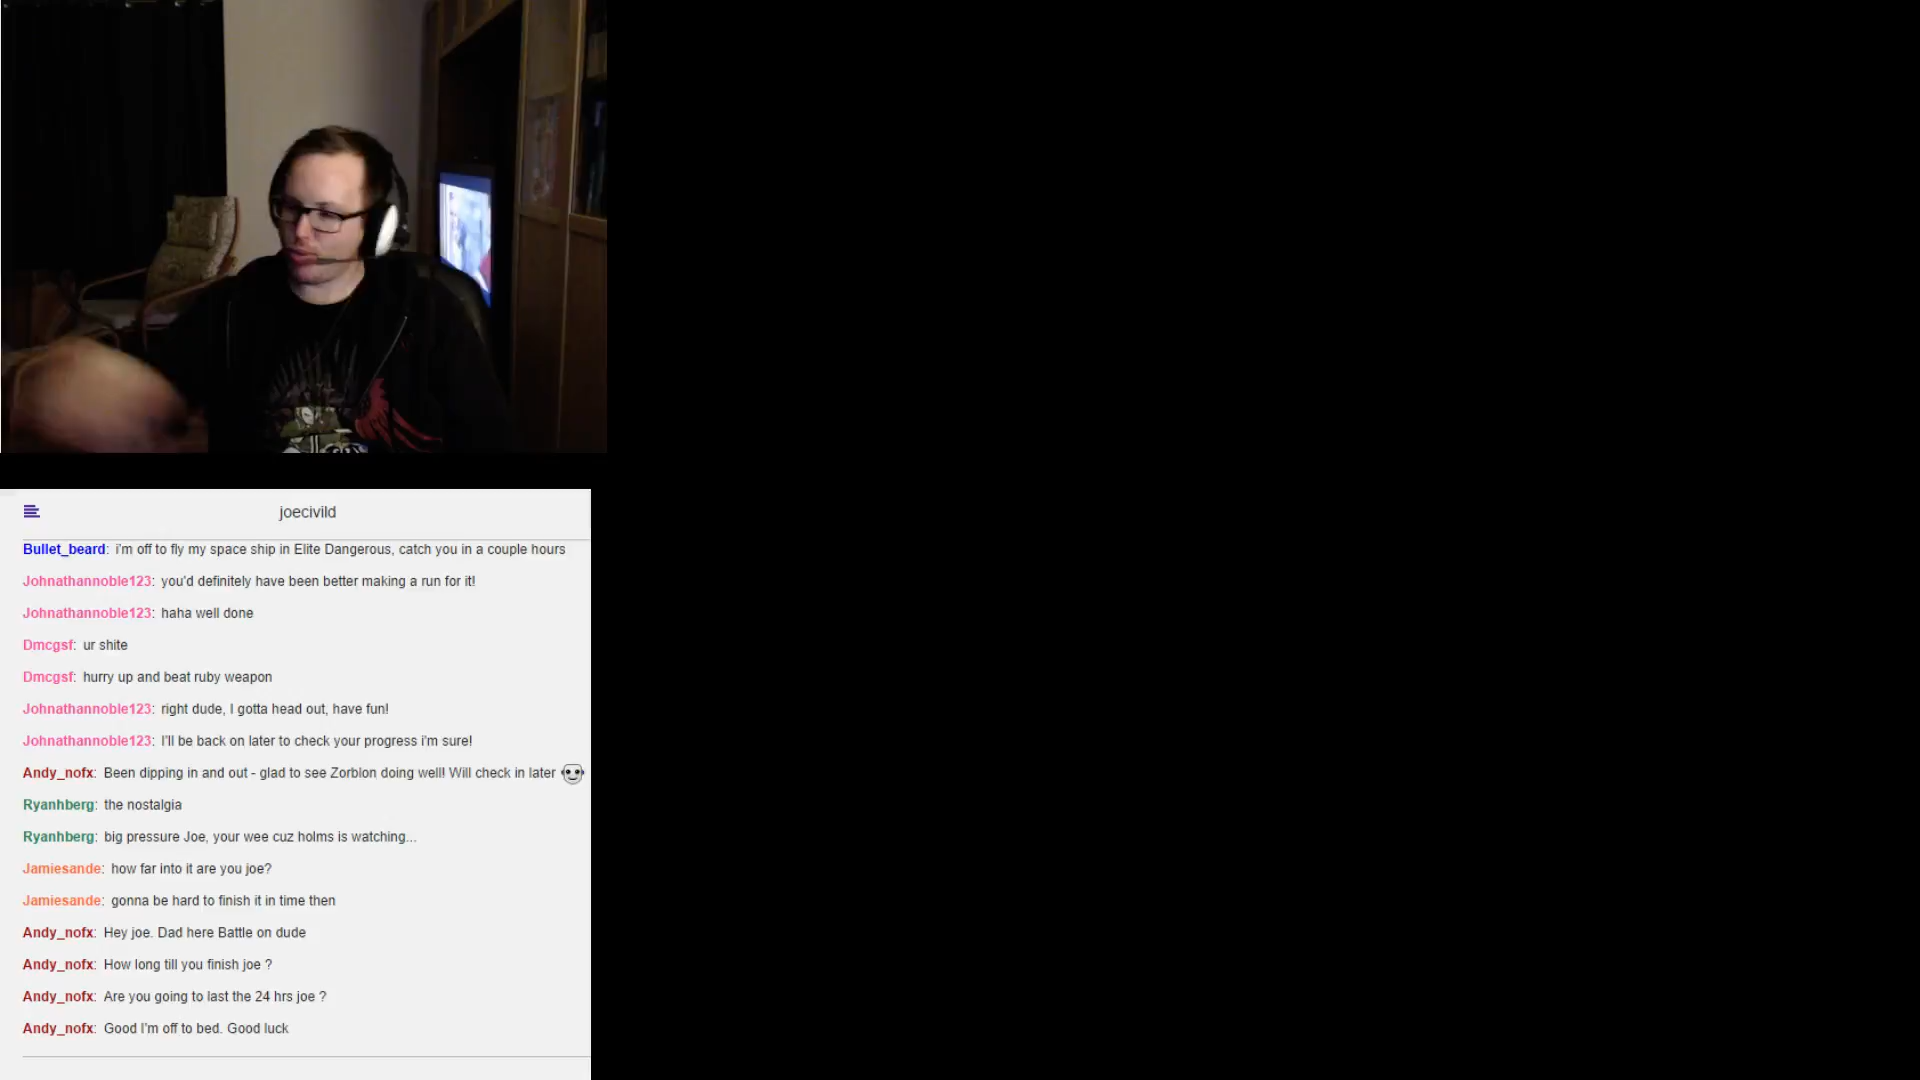 joecivild
Bullet_beard: i'm off to fly my space ship in Elite Dangerous, catch you in a couple hours
Johnathannoble123: you'd definitely have been better making a run for it!
Johnathannoble123: haha well done
Dmcgsf: ur shite
Dmcgsf: hurry up and beat ruby weapon
Johnathannoble123: right dude, I gotta head out, have fun!
Johnathannoble123: I'll be back on later to check your progress i'm sure!
Andy_nofx: Been dipping in and out - glad to see Zorblon doing well! Will check in later
Ryanhberg: the nostalgia
Ryanhberg: big pressure Joe, your wee cuz holms is watching...
Jamiesande: how far into it are you joe?
Jamiesande: gonna be hard to finish it in time then
Andy_nofx: Hey joe. Dad here Battle on dude
Andy_nofx: How long till you finish joe ?
Andy_nofx: Are you going to last the 24 hrs joe ?
Andy_nofx: Good I'm off to bed. Good luck